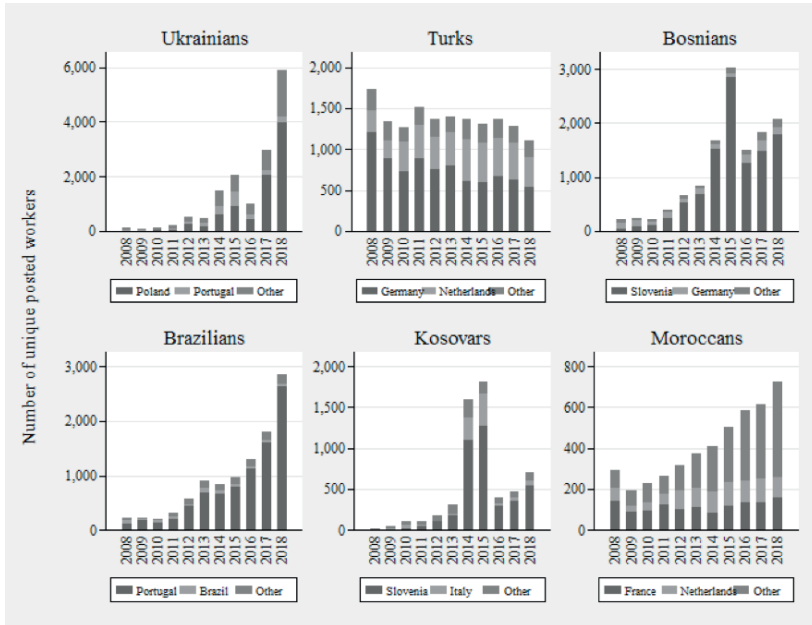 Number of unique posted workers
Ukrainians
6,000
4,000
2,000
0
2008 2009 2010 2011 2012 2013 2014 2015 2016 2017 2018
Poland Portugal Other
Turks
2,000
1,500
1,000
500
0
2008 2009 2010 2011 2012 2013 2014 2015 2016 2017 2018
Germany Netherlands Other
Bosnians
3,000
2,000
1,000
0
2008 2009 2010 2011 2012 2013 2014 2015 2016 2017 2018
Slovenia Germany Other
Brazilians
3,000
2,000
1,000
0
2008 2009 2010 2011 2012 2013 2014 2015 2016 2017 2018
Portugal Brazil Other
Kosovars
2,000
1,500
1,000
500
0
2008 2009 2010 2011 2012 2013 2014 2015 2016 2017 2018
Slovenia Italy Other
Moroccans
800
600
400
200
0
2008 2009 2010 2011 2012 2013 2014 2015 2016 2017 2018
France Netherlands Other